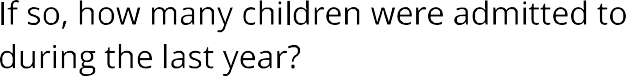 If so, how many children were admitted to
during the last year?